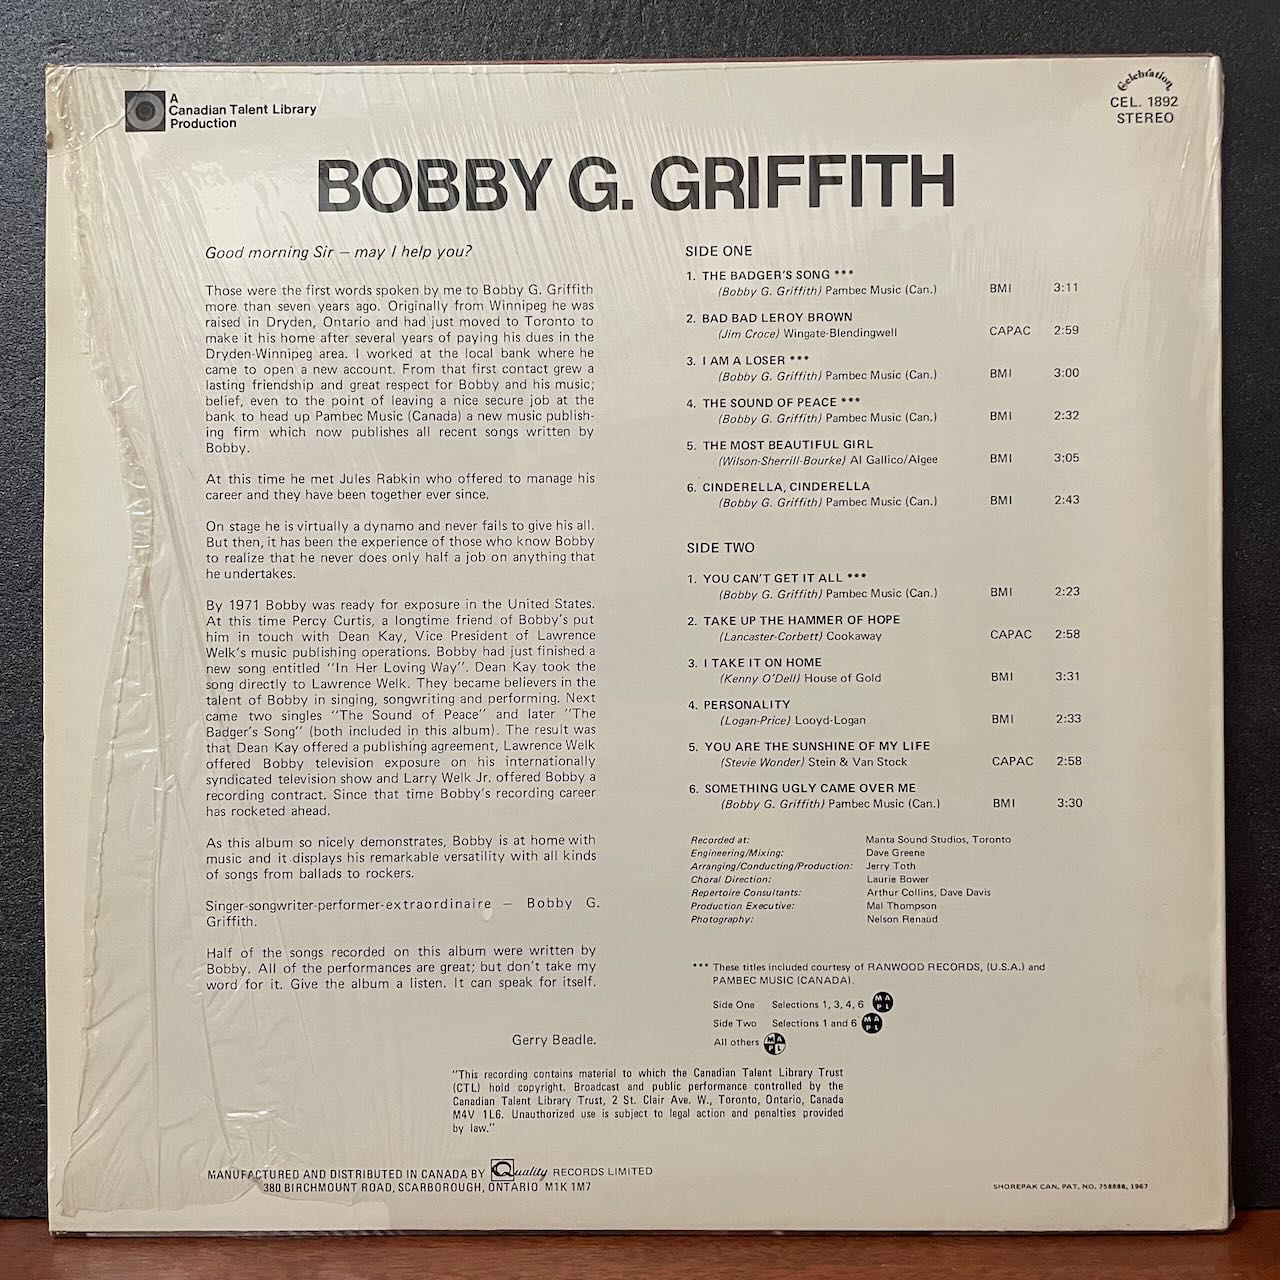 A
Canadian Talent Library
Production
Celebration
CEL. 1892
STEREO
BOBBY G. GRIFFITH
Good morning Sir — may I help you?
Those were the first words spoken by me to Bobby G. Griffith
more than seven years ago. Originally from Winnipeg he was
raised in Dryden, Ontario and had just moved to Toronto to
make it his home after several years of paying his dues in the
Dryden-Winnipeg area. I worked at the local bank where he
came to open a new account. From that first contact grew a
lasting friendship and great respect for Bobby and his music;
belief, even to the point of leaving a nice secure job at the
bank to head up Pambec Music (Canada) a new music publish-
ing firm which now publishes all recent songs written by
Bobby.
At this time he met Jules Rabkin who offered to manage his
career and they have been together ever since.
On stage he is virtually a dynamo and never fails to give his all.
But then, it has been the experience of those who know Bobby
to realize that he never does only half a job on anything that
he undertakes.
By 1971 Bobby was ready for exposure in the United States.
At this time Percy Curtis, a longtime friend of Bobby's put
him in touch with Dean Kay, Vice President of Lawrence
Welk's music publishing operations. Bobby had just finished a
new song entitled "In Her Loving Way". Dean Kay took the
song directly to Lawrence Welk. They became believers in the
talent of Bobby in singing, songwriting and performing. Next
came two singles "The Sound of Peace" and later "The
Badger's Song" (both included in this album). The result was
that Dean Kay offered a publishing agreement, Lawrence Welk
offered Bobby television exposure on his internationally
syndicated television show and Larry Welk Jr. offered Bobby a
recording contract. Since that time Bobby's recording career
has rocketed ahead.
As this album so nicely demonstrates, Bobby is at home with
music and it displays his remarkable versatility with all kinds
of songs from ballads to rockers.
Singer-songwriter-performer-extraordinaire — Bobby G.
Griffith.
Half of the songs recorded on this album were written by
Bobby. All of the performances are great; but don't take my
word for it. Give the album a listen. It can speak for itself.
Gerry Beadle.
SIDE ONE
1. THE BADGER'S SONG ***
(Bobby G. Griffith) Pambec Music (Can.) BMI 3:11
2. BAD BAD LEROY BROWN
(Jim Croce) Wingate-Blendingwell CAPAC 2:59
3. I AM A LOSER ***
(Bobby G. Griffith) Pambec Music (Can.) BMI 3:00
4. THE SOUND OF PEACE ***
(Bobby G. Griffith) Pambec Music (Can.) BMI 2:32
5. THE MOST BEAUTIFUL GIRL
(Wilson-Sherrill-Bourke) Al Gallico/Algee BMI 3:05
6. CINDERELLA, CINDERELLA
(Bobby G. Griffith) Pambec Music (Can.) BMI 2:43
SIDE TWO
1. YOU CAN'T GET IT ALL ***
(Bobby G. Griffith) Pambec Music (Can.) BMI 2:23
2. TAKE UP THE HAMMER OF HOPE
(Lancaster-Corbett) Cookaway CAPAC 2:58
3. I TAKE IT ON HOME
(Kenny O'Dell) House of Gold BMI 3:31
4. PERSONALITY
(Logan-Price) Looyd-Logan BMI 2:33
5. YOU ARE THE SUNSHINE OF MY LIFE
(Stevie Wonder) Stein & Van Stock CAPAC 2:58
6. SOMETHING UGLY CAME OVER ME
(Bobby G. Griffith) Pambec Music (Can.) BMI 3:30
Recorded at: Manta Sound Studios, Toronto
Engineering/Mixing: Dave Greene
Arranging/Conducting/Production: Jerry Toth
Choral Direction: Laurie Bower
Repertoire Consultants: Arthur Collins, Dave Davis
Production Executive: Mal Thompson
Photography: Nelson Renaud
*** These titles included courtesy of RANWOOD RECORDS, (U.S.A.) and
PAMBEC MUSIC (CANADA).
Side One Selections 1, 3, 4, 6 MAPL
Side Two Selections 1 and 6 MAPL
All others MAPL
"This recording contains material to which the Canadian Talent Library Trust
(CTL) hold copyright. Broadcast and public performance controlled by the
Canadian Talent Library Trust, 2 St. Clair Ave. W., Toronto, Ontario, Canada
M4V 1L6. Unauthorized use is subject to legal action and penalties provided
by law."
MANUFACTURED AND DISTRIBUTED IN CANADA BY Quality RECORDS LIMITED
380 BIRCHMOUNT ROAD, SCARBOROUGH, ONTARIO M1K 1M7
SHOREPAK CAN. PAT. NO. 758888, 1967